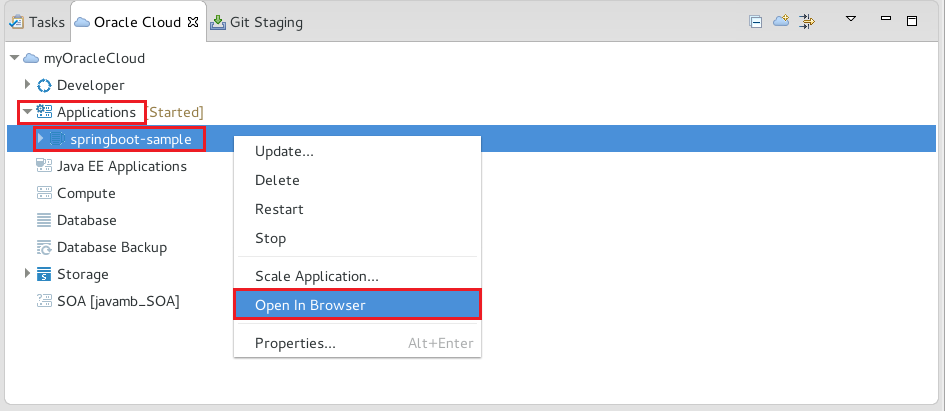 Tasks Oracle Cloud Git Staging
myOracleCloud
Developer
Applications [Started]
springboot-sample
Java EE Applications
Compute
Database
Database Backup
Storage
SOA [javamb_SOA]
Update...
Delete
Restart
Stop
Scale Application...
Open In Browser
Properties... Alt+Enter